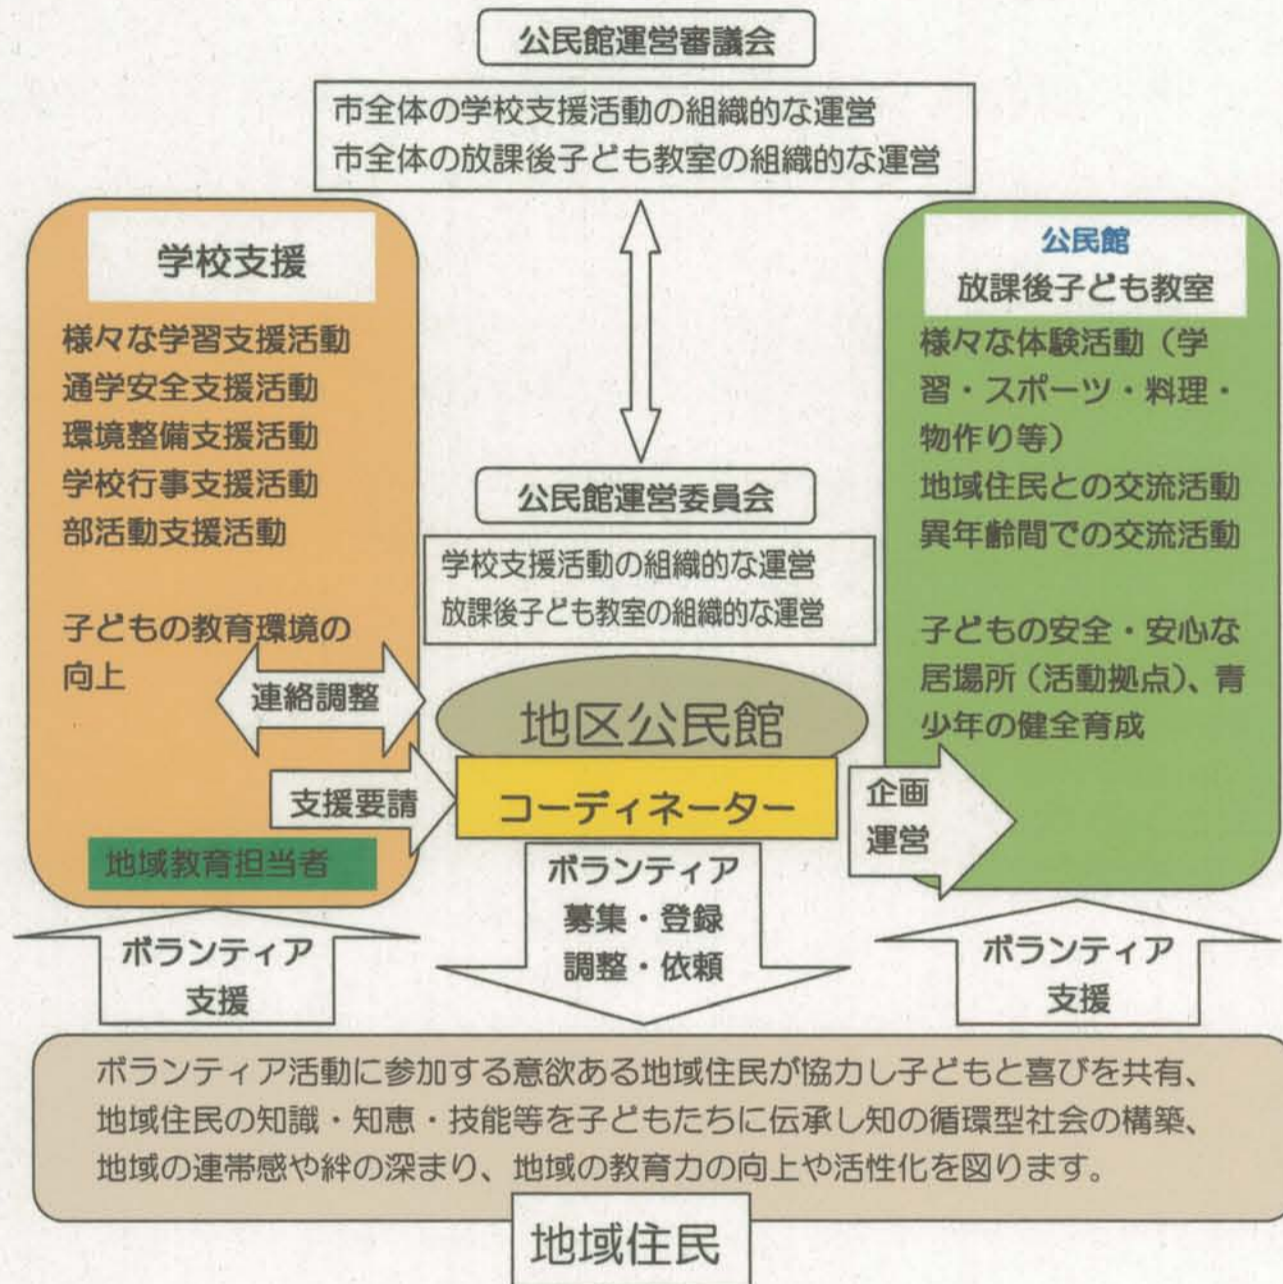 公民館運営審議会
市全体の学校支援活動の組織的な運営
市全体の放課後子ども教室の組織的な運営
学校支援
様々な学習支援活動
通学安全支援活動
環境整備支援活動
学校行事支援活動
部活動支援活動
子どもの教育環境の
向上
公民館
放課後子ども教室
様々な体験活動（学
習・スポーツ・料理・
物作り等）
地域住民との交流活動
異年齢間での交流活動
子どもの安全・安心な
居場所（活動拠点）、青
少年の健全育成
公民館運営委員会
学校支援活動の組織的な運営
放課後子ども教室の組織的な運営
連絡調整
地区公民館
支援要請
コーディネーター
企画
運営
地域教育担当者
ボランティア
募集・登録
調整・依頼
ボランティア
支援
ボランティア
支援
ボランティア活動に参加する意欲ある地域住民が協力し子どもと喜びを共有、
地域住民の知識・知恵・技能等を子どもたちに伝承し知の循環型社会の構築、
地域の連帯感や絆の深まり、地域の教育力の向上や活性化を図ります。
地域住民